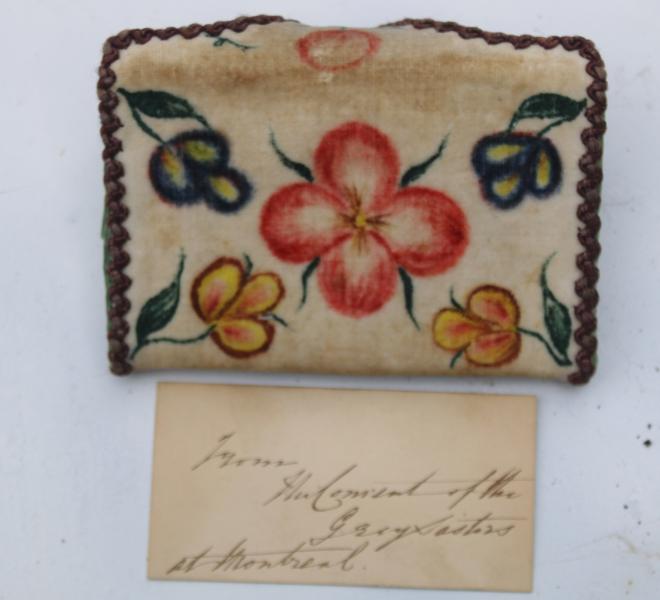 From
The Convent of the
Grey Sisters
at Montreal.